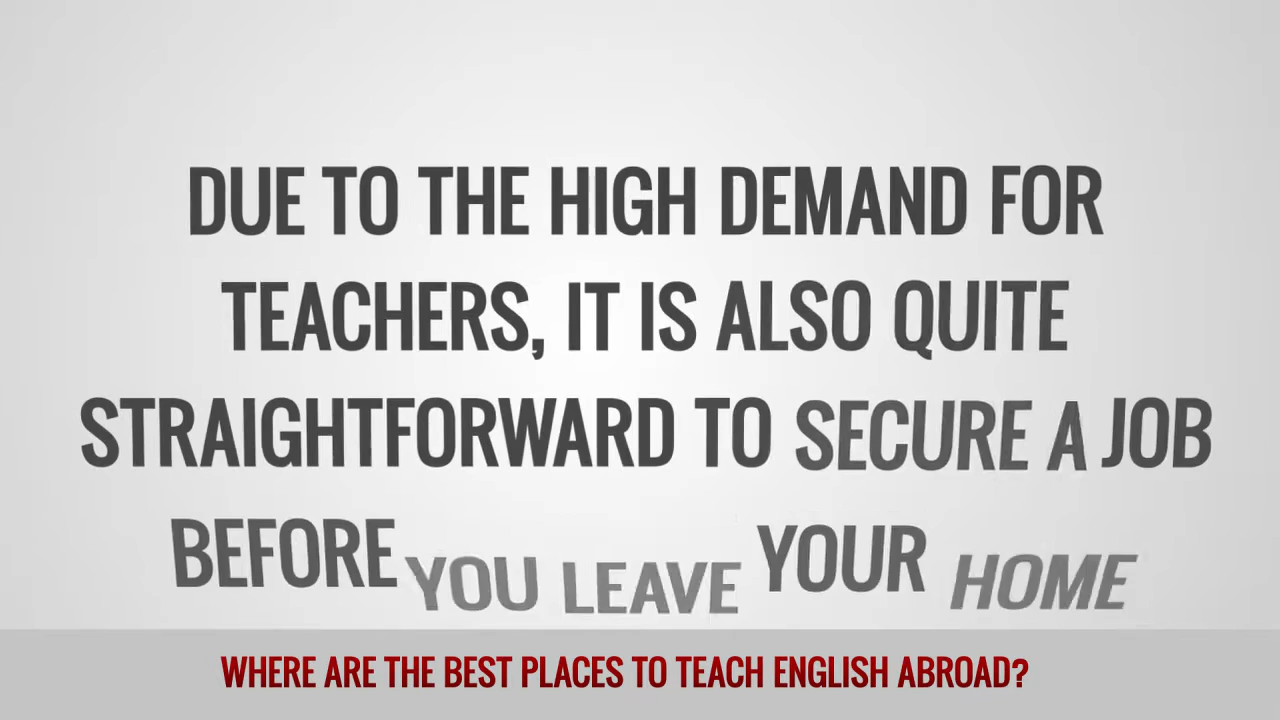 DUE TO THE HIGH DEMAND FOR
TEACHERS, IT IS ALSO QUITE
STRAIGHTFORWARD TO SECURE A JOB
BEFORE YOU LEAVE YOUR HOME
WHERE ARE THE BEST PLACES TO TEACH ENGLISH ABROAD?